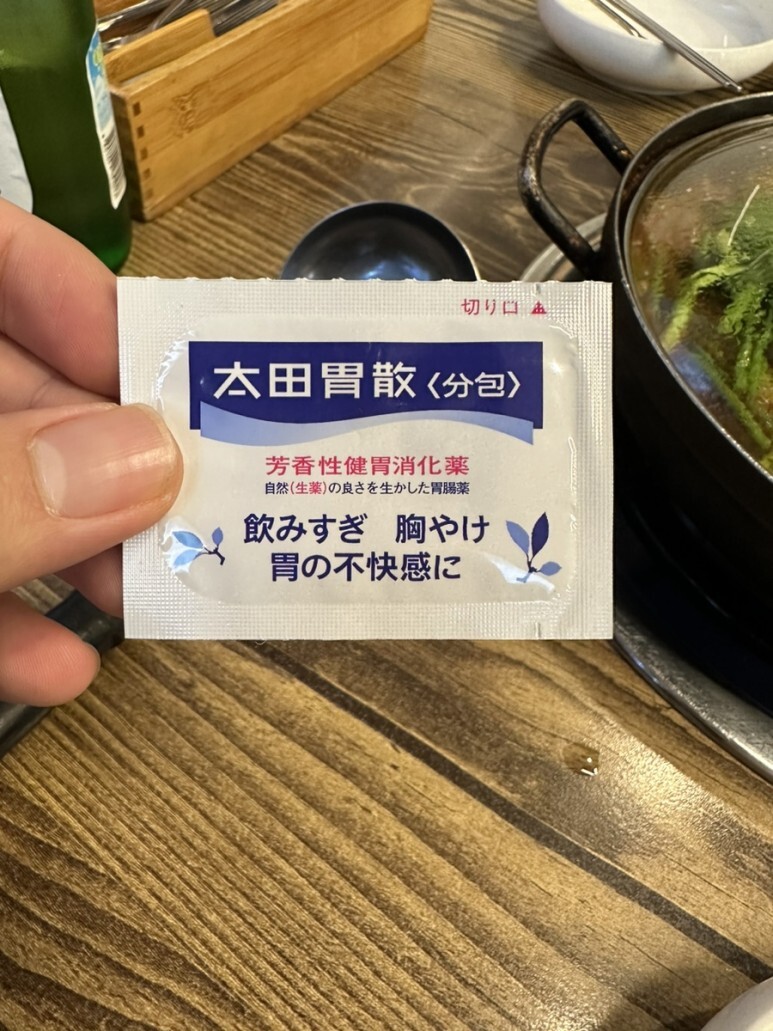 切り口
太田胃散〈分包〉
芳香性健胃消化薬
自然(生薬)の良さを生かした胃腸薬
飲みすぎ 胸やけ
胃の不快感に